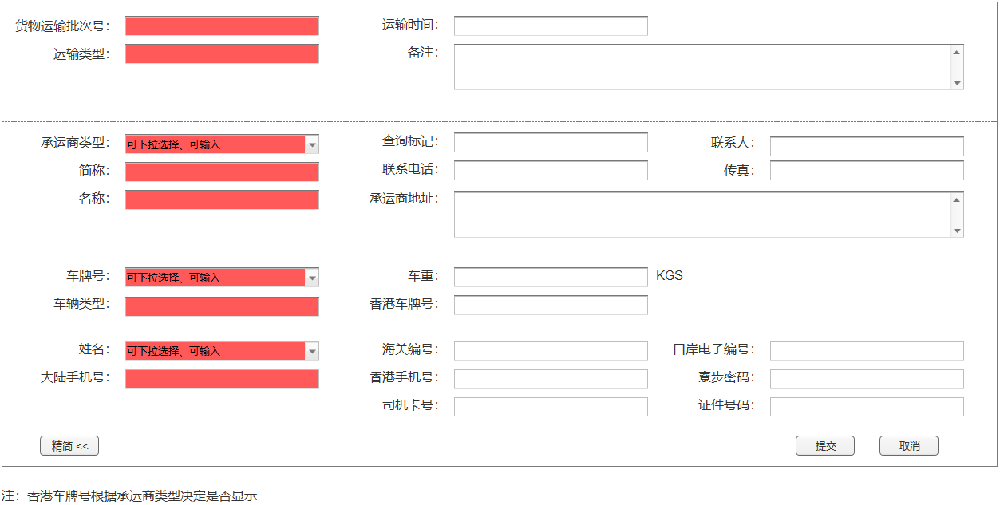 货物运输批次号： 运输时间：
运输类型： 备注：
承运商类型： 可下拉选择、可输入 查询标记： 联系人：
简称： 联系电话： 传真：
名称： 承运商地址：
车牌号： 可下拉选择、可输入 车重： KGS
车辆类型： 香港车牌号：
姓名： 可下拉选择、可输入 海关编号： 口岸电子编号：
大陆手机号： 香港手机号： 寮步密码：
司机卡号： 证件号码：
精简 << 提交 取消
注：香港车牌号根据承运商类型决定是否显示